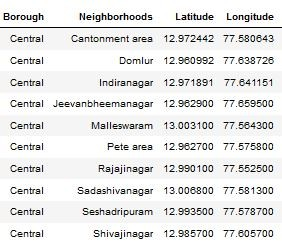 Borough Neighborhoods Latitude Longitude
Central Cantonment area 12.972442 77.580643
Central Domlur 12.960992 77.638726
Central Indiranagar 12.971891 77.641151
Central Jeevanbheemanagar 12.962900 77.659500
Central Malleswaram 13.003100 77.564300
Central Pete area 12.962700 77.575800
Central Rajajinagar 12.990100 77.552500
Central Sadashivanagar 13.006800 77.581300
Central Seshadripuram 12.993500 77.578700
Central Shivajinagar 12.985700 77.605700